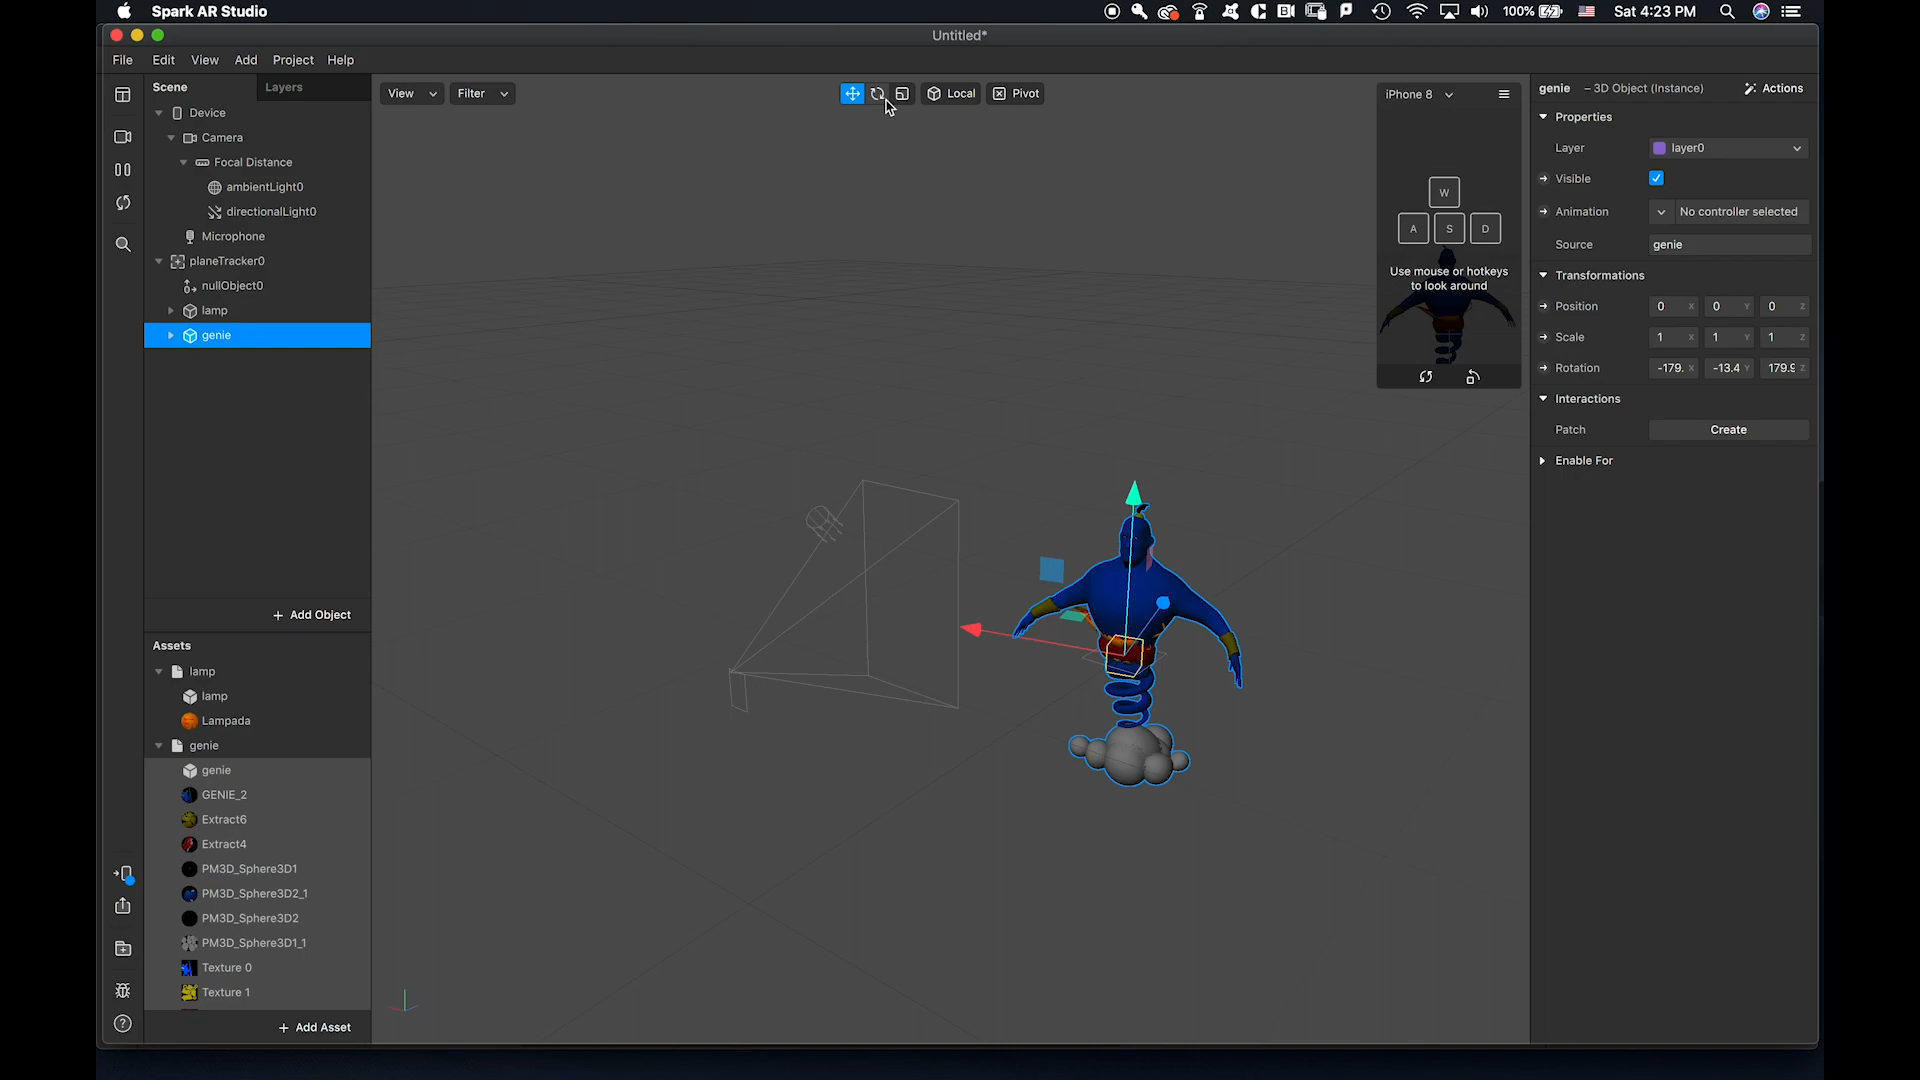 Spark AR Studio
100%
Sat 4:23 PM
Untitled*
File Edit View Add Project Help
Scene
Layers
Device
Camera
Focal Distance
ambientLight0
directionalLight0
Microphone
planeTracker0
nullObject0
lamp
genie
+ Add Object
Assets
lamp
lamp
Lampada
genie
genie
GENIE_2
Extract6
Extract4
PM3D_Sphere3D1
PM3D_Sphere3D2_1
PM3D_Sphere3D2
PM3D_Sphere3D1_1
Texture 0
Texture 1
+ Add Asset
View
Filter
Local
Pivot
iPhone 8
W
A S D
Use mouse or hotkeys
to look around
genie – 3D Object (Instance)
Actions
Properties
Layer layer0
Visible
Animation No controller selected
Source genie
Transformations
Position 0 X 0 Y 0 Z
Scale 1 X 1 Y 1 Z
Rotation -179. X -13.4 Y 179.9 Z
Interactions
Patch Create
Enable For